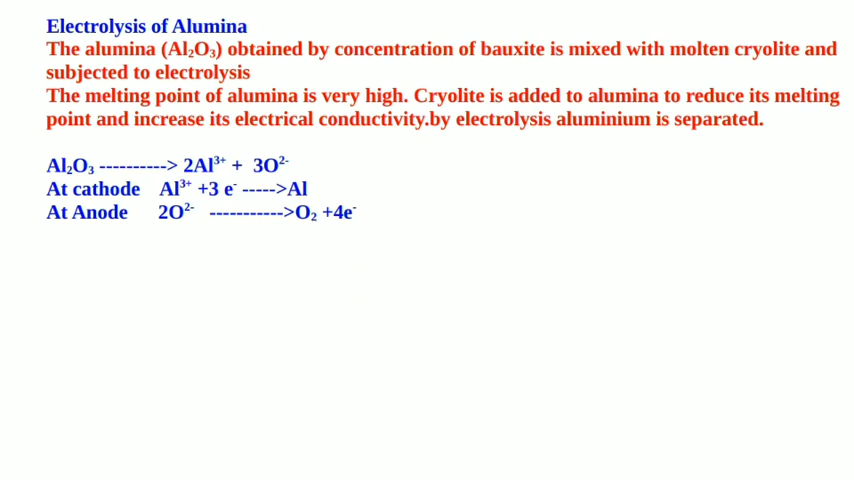 Electrolysis of Alumina
The alumina (Al₂O₃) obtained by concentration of bauxite is mixed with molten cryolite and
subjected to electrolysis
The melting point of alumina is very high. Cryolite is added to alumina to reduce its melting
point and increase its electrical conductivity.by electrolysis aluminium is separated.
Al₂O₃ ----------> 2Al³⁺ + 3O²⁻
At cathode Al³⁺ +3 e⁻ ----->Al
At Anode 2O²⁻ ----------->O₂ +4e⁻